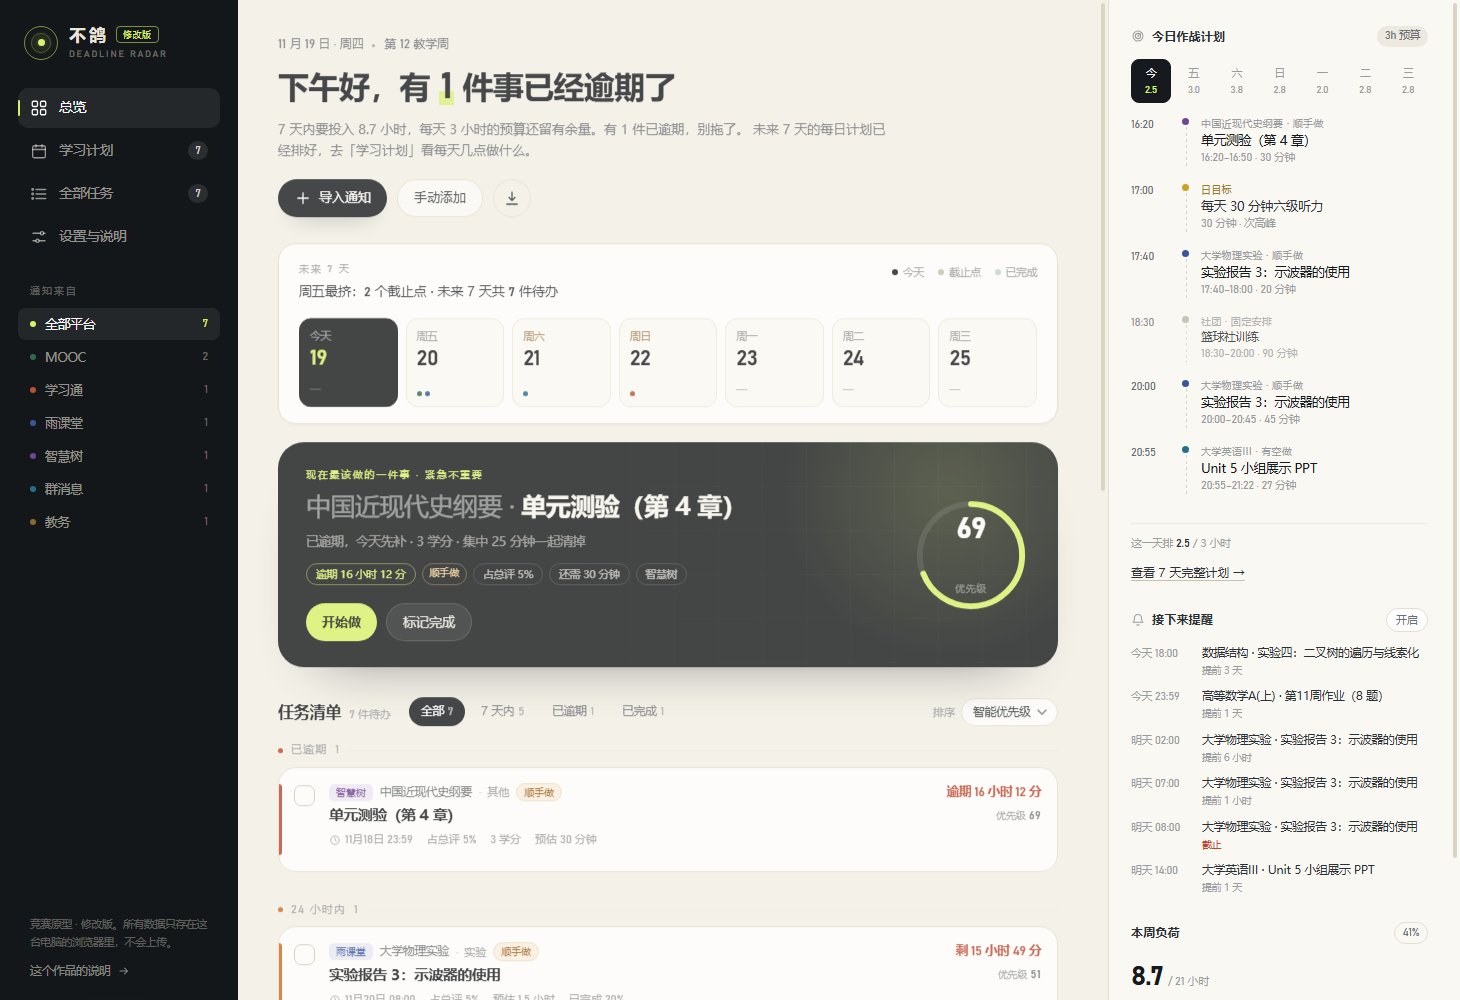 不鸽 修改版
DEADLINE RADAR
总览
学习计划 7
全部任务 7
设置与说明
通知来自
全部平台 7
MOOC 2
学习通 1
雨课堂 1
智慧树 1
群消息 1
教务 1
竞赛原型 · 修改版。所有数据只存在这
台电脑的浏览器里，不会上传。
这个作品的说明 →
11 月 19 日 · 周四 · 第 12 教学周
下午好，有 1 件事已经逾期了
7 天内要投入 8.7 小时，每天 3 小时的预算还留有余量。有 1 件已逾期，别拖了。 未来 7 天的每日计划已
经排好，去「学习计划」看每天几点做什么。
导入通知
手动添加
未来 7 天
周五最挤：2 个截止点 · 未来 7 天共 7 件待办
今天 截止点 已完成
今天 周五 周六 周日 周一 周二 周三
19 20 21 22 23 24 25
— — — —
现在最该做的一件事 · 紧急不重要
中国近现代史纲要 · 单元测验（第 4 章）
已逾期，今天先补 · 3 学分 · 集中 25 分钟一起清掉
逾期 16 小时 12 分 顺手做 占总评 5% 还需 30 分钟 智慧树
开始做 标记完成
69
优先级
任务清单 7 件待办 全部 7 7 天内 5 已逾期 1 已完成 1 排序 智能优先级
已逾期 1
智慧树 中国近现代史纲要 · 其他 顺手做
单元测验（第 4 章）
11月18日 23:59 占总评 5% 3 学分 预估 30 分钟
逾期 16 小时 12 分
优先级 69
24 小时内 1
雨课堂 大学物理实验 · 实验 顺手做
实验报告 3：示波器的使用
11月20日 08:00 占总评 5% 预估 1.5 小时 已完成 20%
剩 15 小时 49 分
优先级 51
今日作战计划 3h 预算
今 五 六 日 一 二 三
2.5 3.0 3.8 2.8 2.0 2.8 2.8
16:20 中国近现代史纲要 · 顺手做
单元测验（第 4 章）
16:20–16:50 · 30 分钟
17:00 日目标
每天 30 分钟六级听力
30 分钟 · 次高峰
17:40 大学物理实验 · 顺手做
实验报告 3：示波器的使用
17:40–18:00 · 20 分钟
18:30 社团 · 固定安排
篮球社训练
18:30–20:00 · 90 分钟
20:00 大学物理实验 · 顺手做
实验报告 3：示波器的使用
20:00–20:45 · 45 分钟
20:55 大学英语III · 有空做
Unit 5 小组展示 PPT
20:55–21:22 · 27 分钟
这一天排 2.5 / 3 小时
查看 7 天完整计划 →
接下来提醒 开启
今天 18:00 数据结构 · 实验四：二叉树的遍历与线索化
提前 3 天
今天 23:59 高等数学A(上) · 第11周作业（8 题）
提前 1 天
明天 02:00 大学物理实验 · 实验报告 3：示波器的使用
提前 6 小时
明天 07:00 大学物理实验 · 实验报告 3：示波器的使用
提前 1 小时
明天 08:00 大学物理实验 · 实验报告 3：示波器的使用
截止
明天 14:00 大学英语III · Unit 5 小组展示 PPT
提前 1 天
本周负荷 41%
8.7 / 21 小时